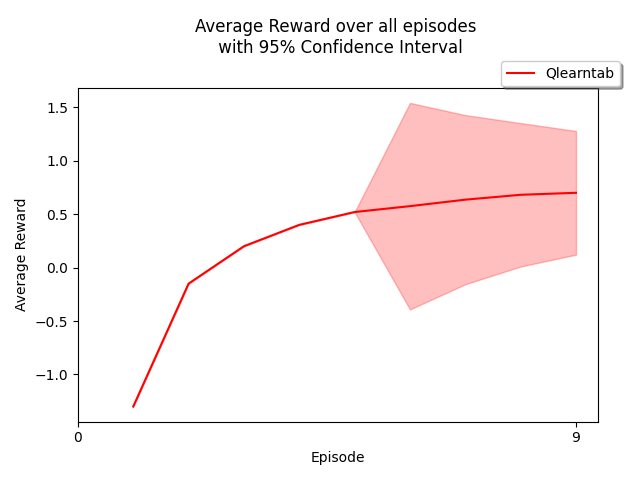 Average Reward over all episodes
with 95% Confidence Interval
Qlearntab
Average Reward
1.5
1.0
0.5
0.0
−0.5
−1.0
0
9
Episode